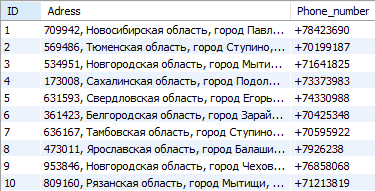 ID Adress Phone_number
1 709942, Новосибирская область, город Павл... +78423690
2 569486, Тюменская область, город Ступино,... +70199187
3 534951, Новгородская область, город Мыти... +71641825
4 173008, Сахалинская область, город Подол... +73373983
5 631593, Свердловская область, город Егорь... +74330988
6 361423, Белгородская область, город Зарай... +70425348
7 636167, Тамбовская область, город Ступино... +70595922
8 473011, Ярославская область, город Балаши... +7926238
9 953846, Новгородская область, город Чехов... +76858068
10 809160, Рязанская область, город Мытищи, ... +71213819